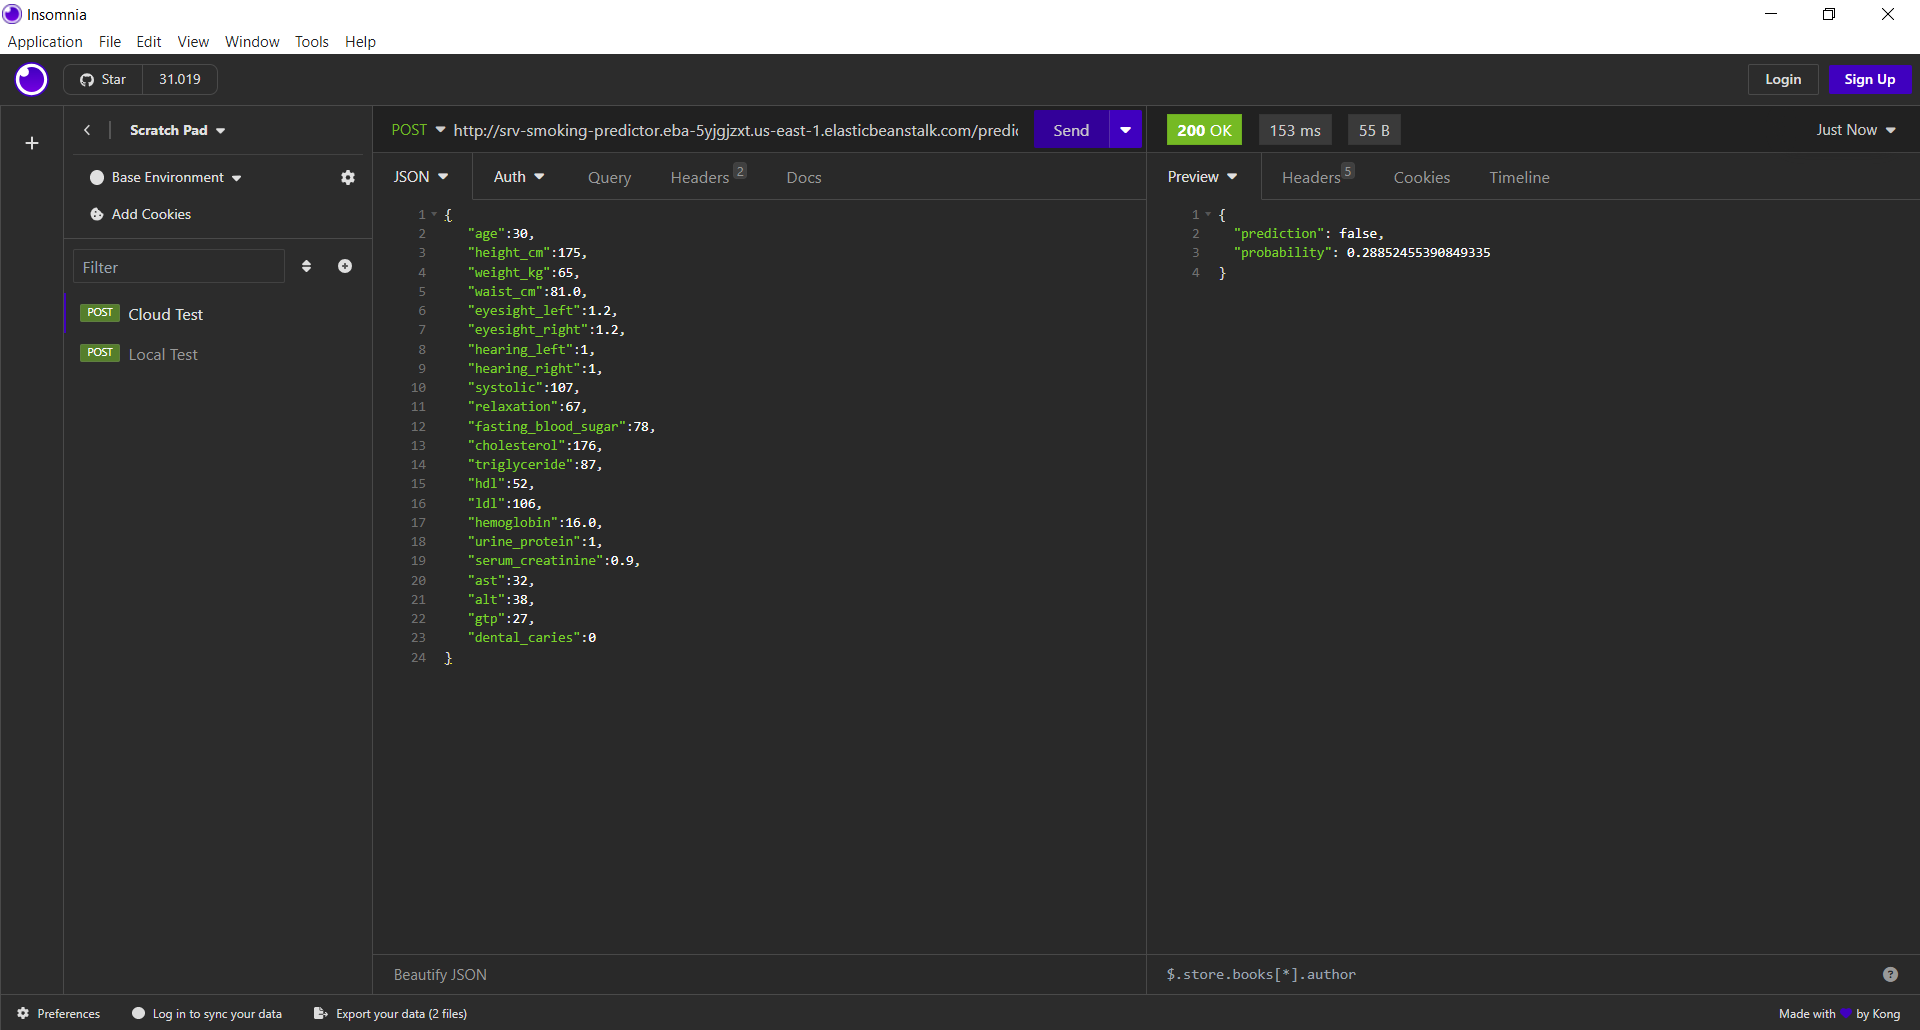 Insomnia
Application File Edit View Window Tools Help
Star 31.019
Login Sign Up
Scratch Pad
Base Environment
Add Cookies
Filter
POST Cloud Test
POST Local Test
POST http://srv-smoking-predictor.eba-5yjgjzxt.us-east-1.elasticbeanstalk.com/predic
Send
JSON Auth Query Headers 2 Docs
1 {
2 "age":30,
3 "height_cm":175,
4 "weight_kg":65,
5 "waist_cm":81.0,
6 "eyesight_left":1.2,
7 "eyesight_right":1.2,
8 "hearing_left":1,
9 "hearing_right":1,
10 "systolic":107,
11 "relaxation":67,
12 "fasting_blood_sugar":78,
13 "cholesterol":176,
14 "triglyceride":87,
15 "hdl":52,
16 "ldl":106,
17 "hemoglobin":16.0,
18 "urine_protein":1,
19 "serum_creatinine":0.9,
20 "ast":32,
21 "alt":38,
22 "gtp":27,
23 "dental_caries":0
24 }
Beautify JSON
200 OK 153 ms 55 B Just Now
Preview Headers 5 Cookies Timeline
1 {
2 "prediction": false,
3 "probability": 0.28852455390849335
4 }
$.store.books[*].author ?
Preferences Log in to sync your data Export your data (2 files) Made with by Kong